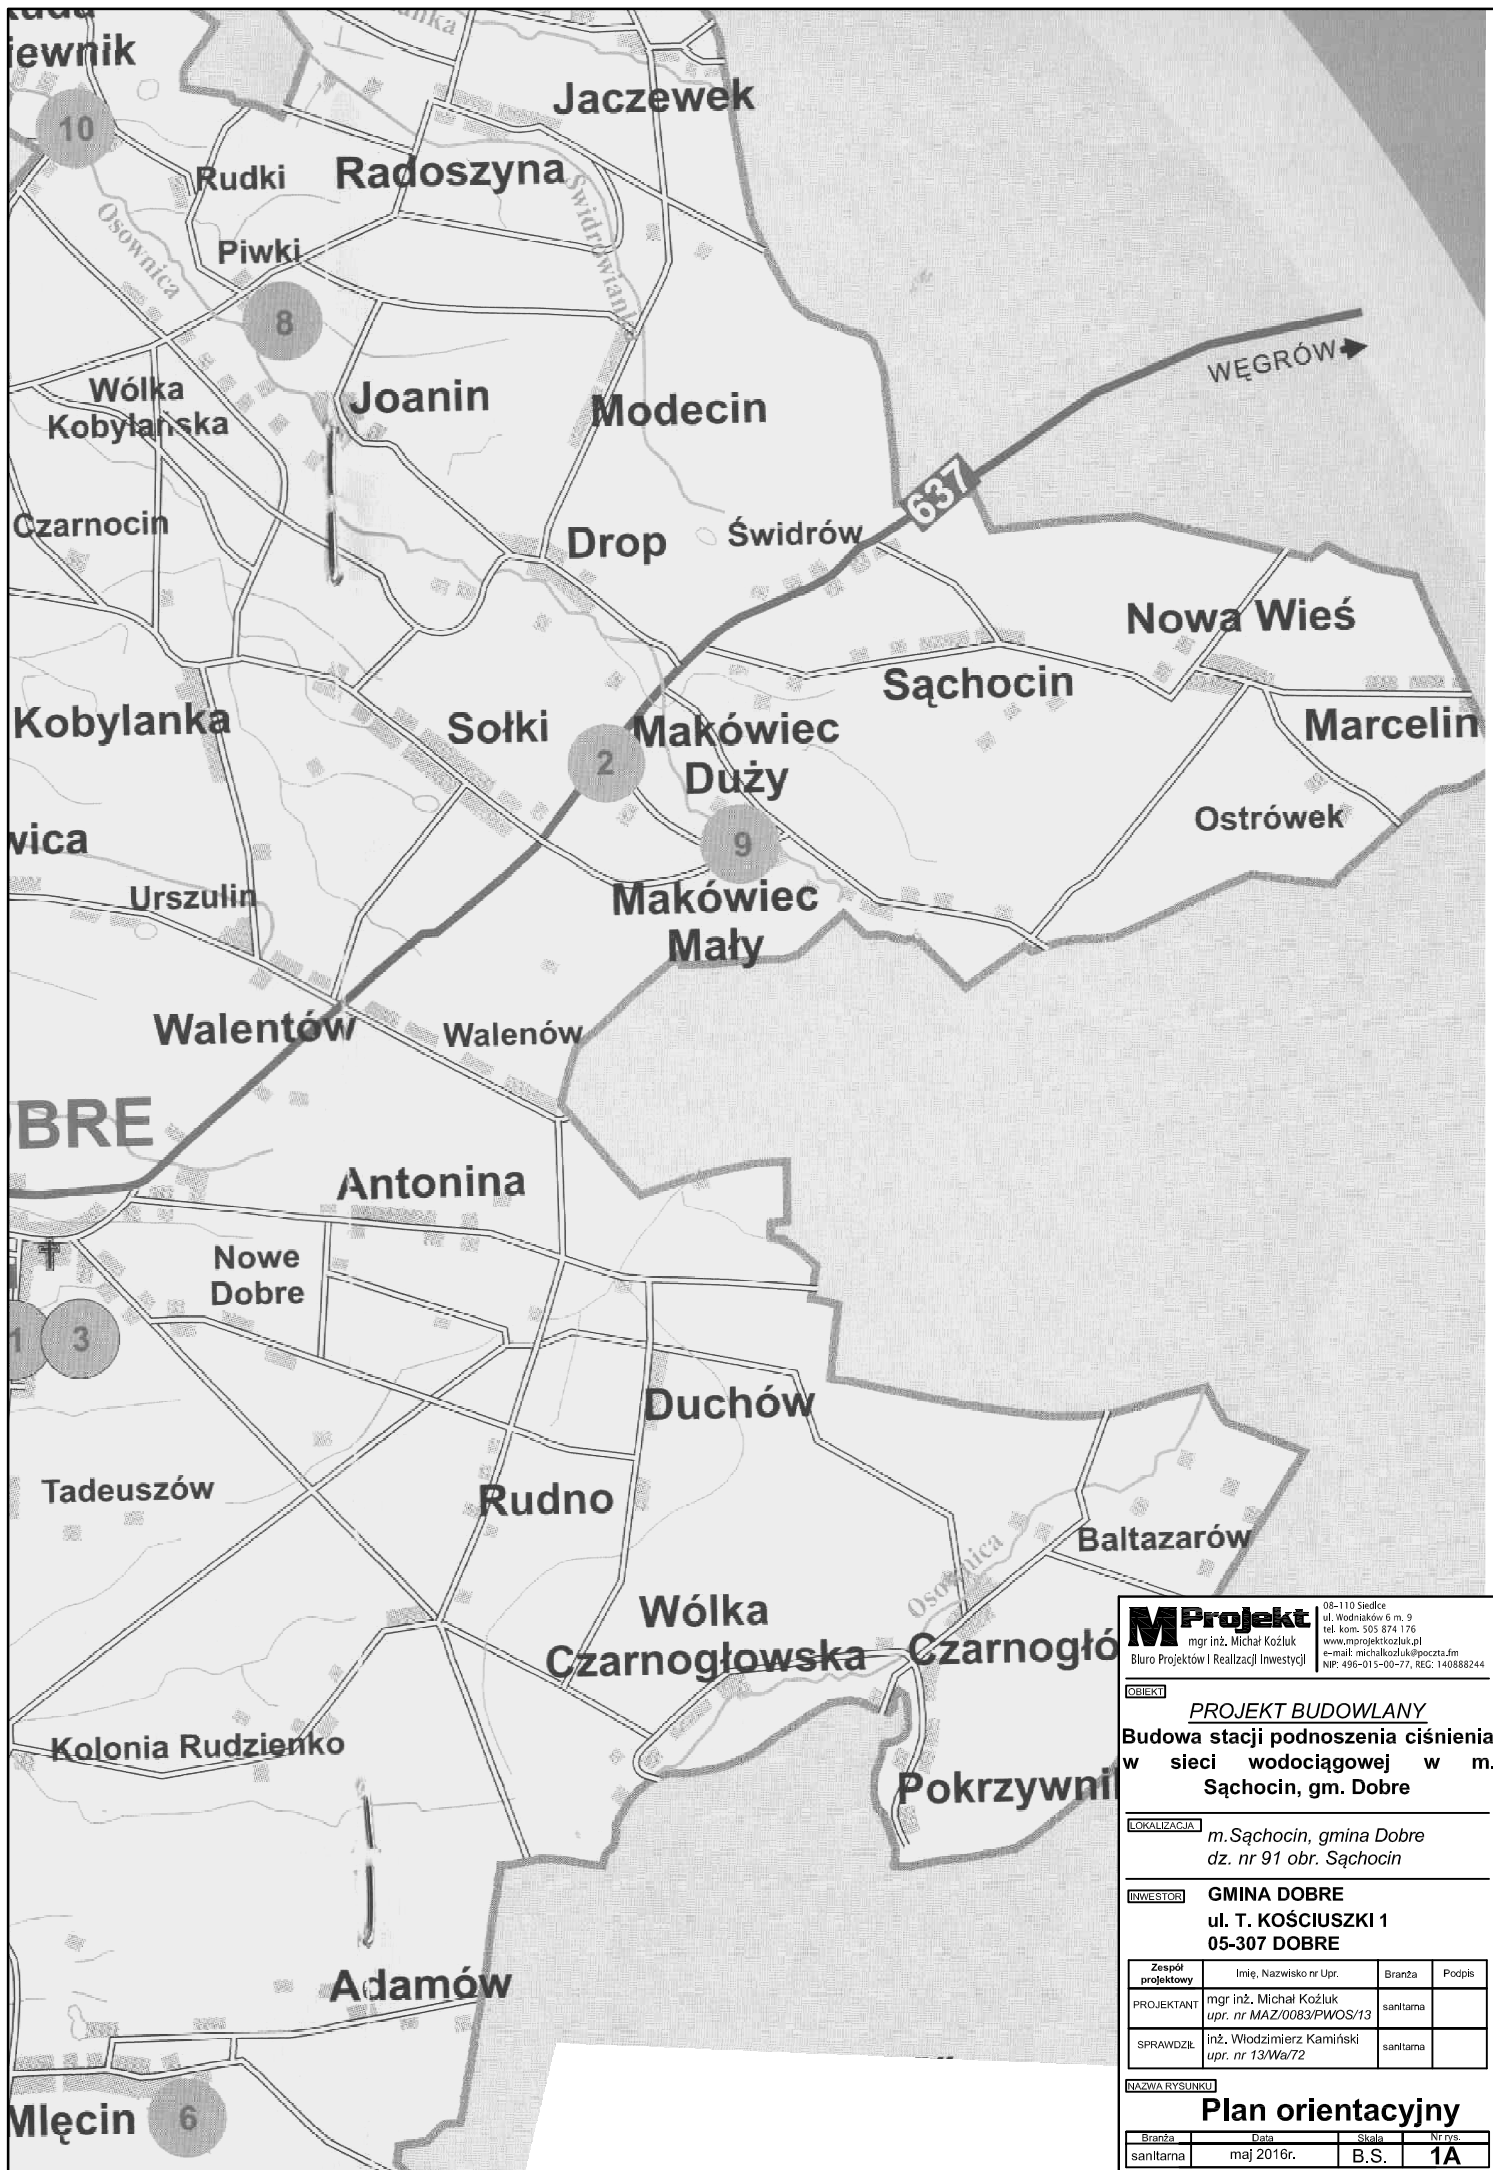 iewnik
Jaczewek
10
Rudki
Radoszyna
Osownica
Świdrowianka
Piwki
8
WĘGRÓW
Wólka
Kobylańska
Joanin
Modecin
637
Czarnocin
Drop
Świdrów
Nowa Wieś
Sąchocin
Kobylanka
Sołki
Makówiec
Duży
Marcelin
2
Ostrówek
9
wica
Urszulin
Makówiec
Mały
Walentów
Walenów
BRE
Antonina
Nowe
Dobre
1
3
Duchów
Tadeuszów
Rudno
Baltazarów
Osownica
Wólka
Czarnogłowska
Czarnogłó
Kolonia Rudzienko
Pokrzywnik
Adamów
Mlęcin
6
M Projekt
mgr inż. Michał Koźluk
Biuro Projektów i Realizacji Inwestycji
08-110 Siedlce
ul. Wodniaków 6 m. 9
tel. kom. 505 874 176
www.mprojektkozluk.pl
e-mail: michalkozluk@poczta.fm
NIP: 496-015-00-77, REG: 140888244
OBIEKT
PROJEKT BUDOWLANY
Budowa stacji podnoszenia ciśnienia
w sieci wodociągowej w m.
Sąchocin, gm. Dobre
LOKALIZACJA
m.Sąchocin, gmina Dobre
dz. nr 91 obr. Sąchocin
INWESTOR
GMINA DOBRE
ul. T. KOŚCIUSZKI 1
05-307 DOBRE
Zespół projektowy Imię, Nazwisko nr Upr. Branża Podpis
PROJEKTANT mgr inż. Michał Koźluk sanitarna
upr. nr MAZ/0083/PWOS/13
SPRAWDZIŁ inż. Włodzimierz Kamiński sanitarna
upr. nr 13/Wa/72
NAZWA RYSUNKU
Plan orientacyjny
Branża Data Skala Nr rys.
sanitarna maj 2016r. B.S. 1A